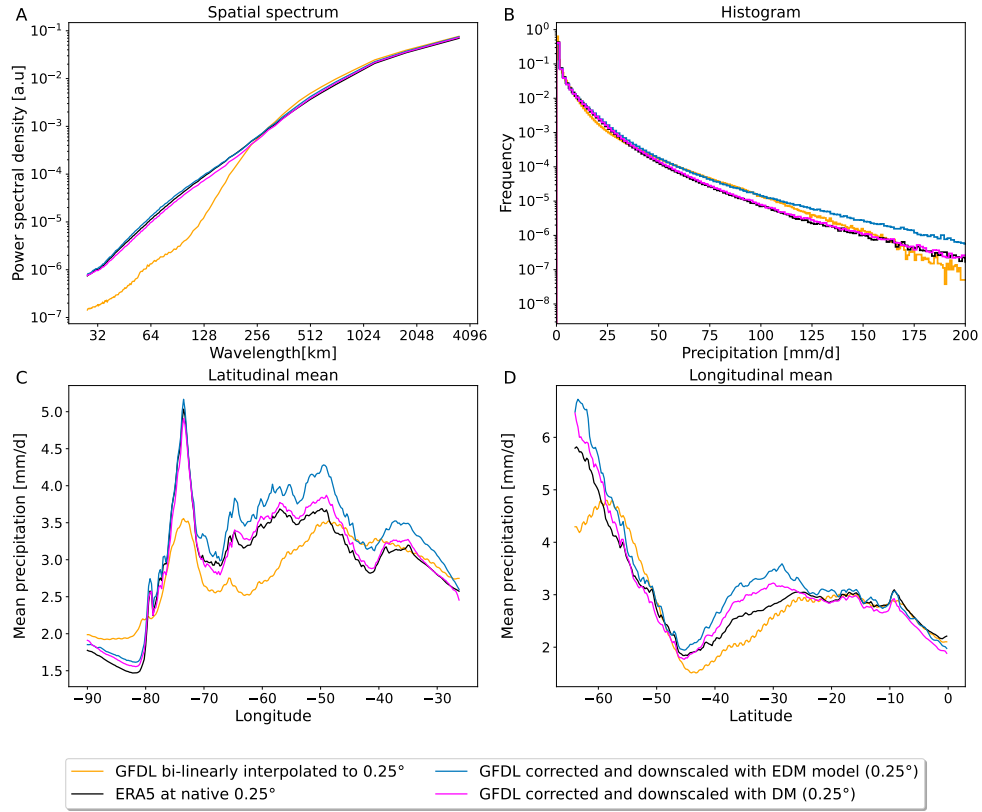 A
Spatial spectrum
10⁻¹
10⁻²
10⁻³
10⁻⁴
10⁻⁵
10⁻⁶
10⁻⁷
Power spectral density [a.u]
32 64 128 256 512 1024 2048 4096
Wavelength[km]
B
Histogram
10⁰
10⁻¹
10⁻²
10⁻³
10⁻⁴
10⁻⁵
10⁻⁶
10⁻⁷
10⁻⁸
Frequency
0 25 50 75 100 125 150 175 200
Precipitation [mm/d]
C
Latitudinal mean
5.0
4.5
4.0
3.5
3.0
2.5
2.0
1.5
Mean precipitation [mm/d]
−90 −80 −70 −60 −50 −40 −30
Longitude
D
Longitudinal mean
6
5
4
3
2
Mean precipitation [mm/d]
−60 −50 −40 −30 −20 −10 0
Latitude
GFDL bi-linearly interpolated to 0.25°
ERA5 at native 0.25°
GFDL corrected and downscaled with EDM model (0.25°)
GFDL corrected and downscaled with DM (0.25°)